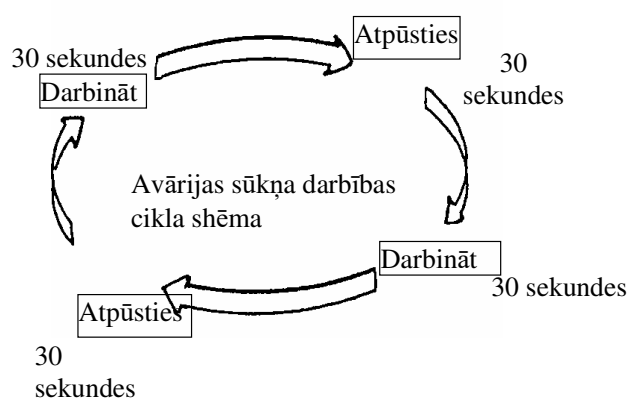 Atpūsties
30 sekundes
Darbināt
30
sekundes
Avārijas sūkņa darbības
cikla shēma
Darbināt
30 sekundes
Atpūsties
30
sekundes